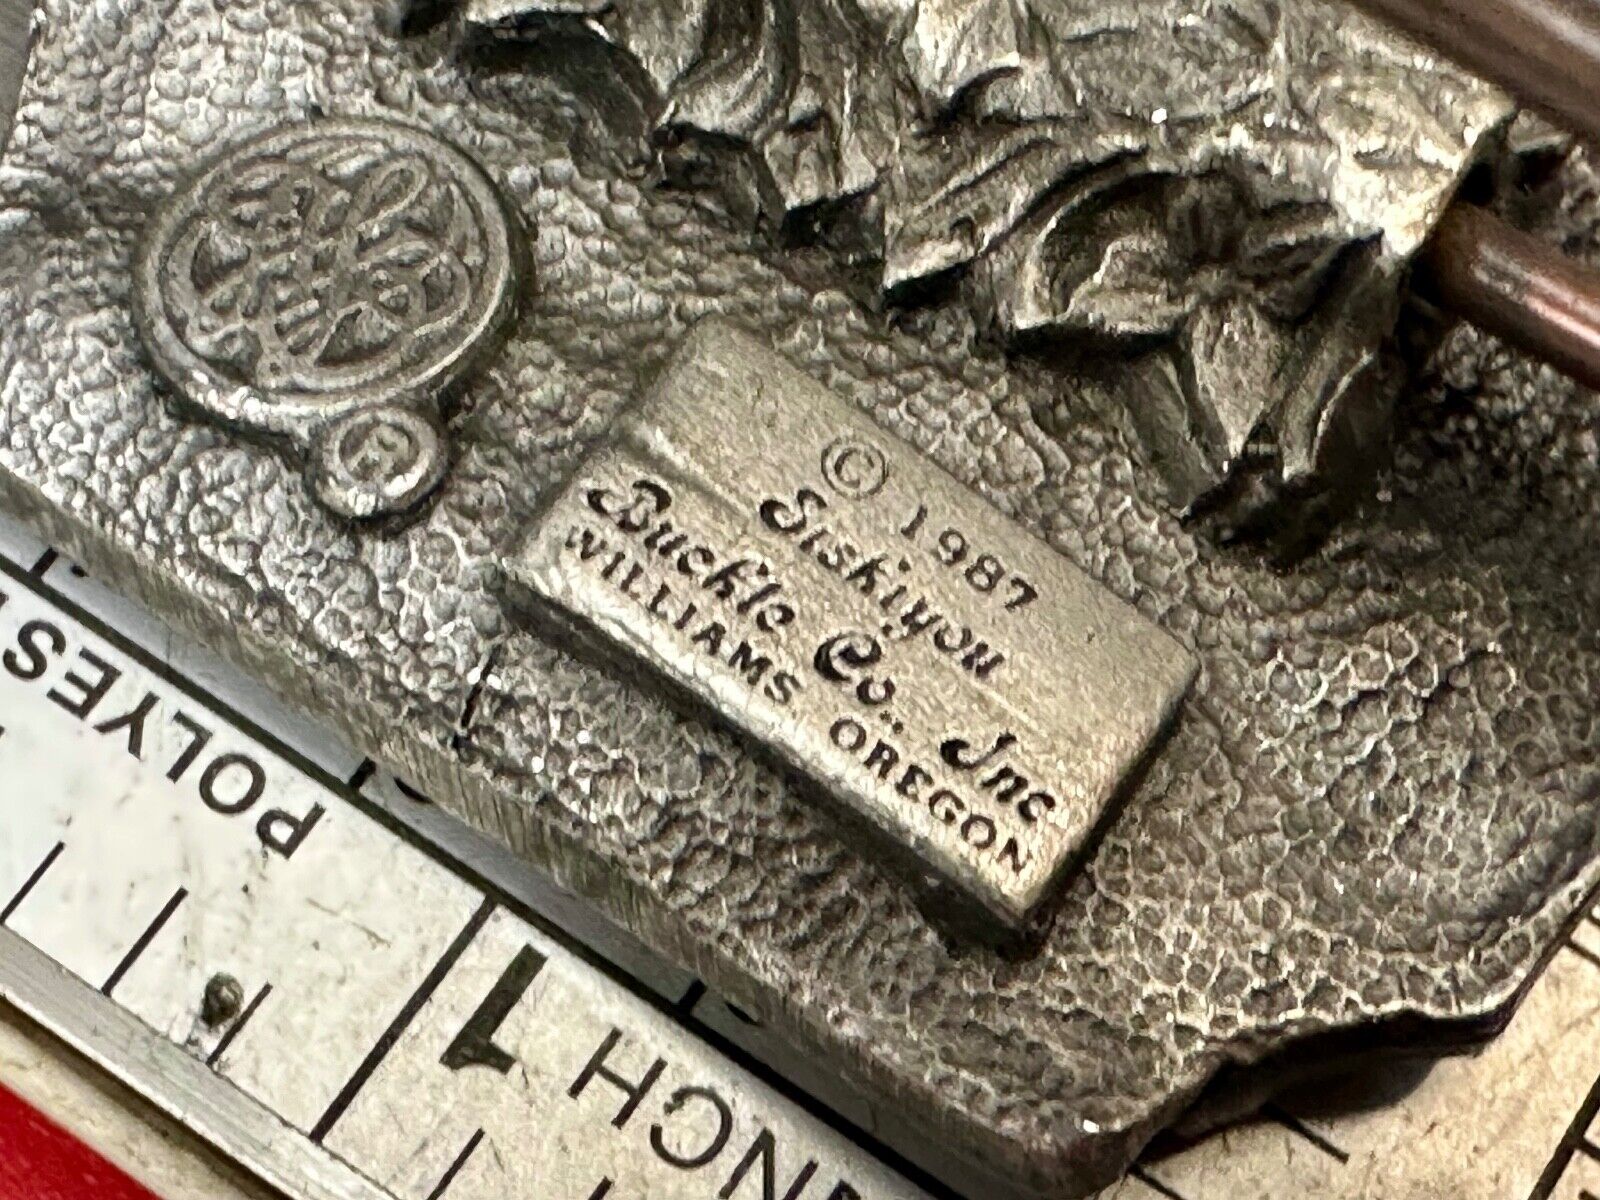 © 1987
Siskiyou
Buckle Co., Inc
WILLIAMS OREGON
R
POLYES
1
INCH